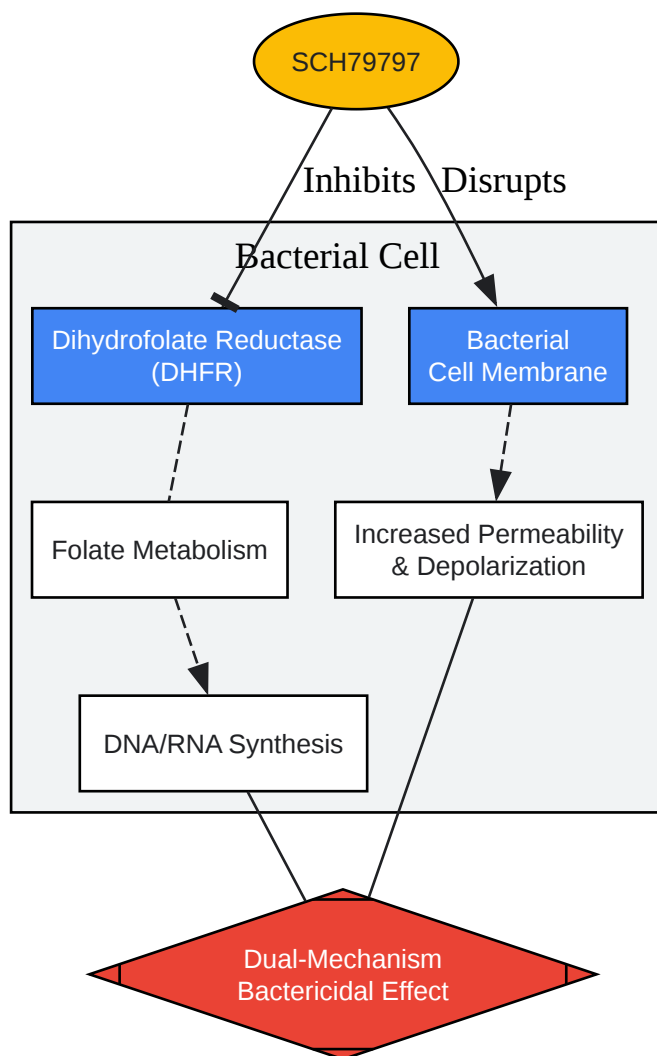 SCH79797
Inhibits
Disrupts
Bacterial Cell
Dihydrofolate Reductase
(DHFR)
Bacterial
Cell Membrane
Folate Metabolism
Increased Permeability
& Depolarization
DNA/RNA Synthesis
Dual-Mechanism
Bactericidal Effect